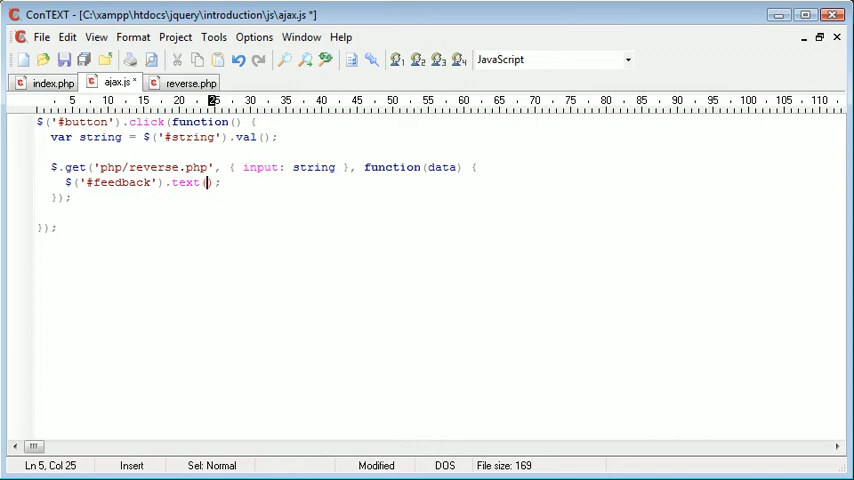 ConTEXT - [C:\xampp\htdocs\jquery\introduction\js\ajax.js *]
File Edit View Format Project Tools Options Window Help
JavaScript
index.php ajax.js * reverse.php
5 10 15 20 25 30 35 40 45 50 55 60 65 70 75 80 85 90 95 100 105 110
$('#button').click(function() {
var string = $('#string').val();
$.get('php/reverse.php', { input: string }, function(data) {
$('#feedback').text();
});
});
Ln 5, Col 25 Insert Sel: Normal Modified DOS File size: 169